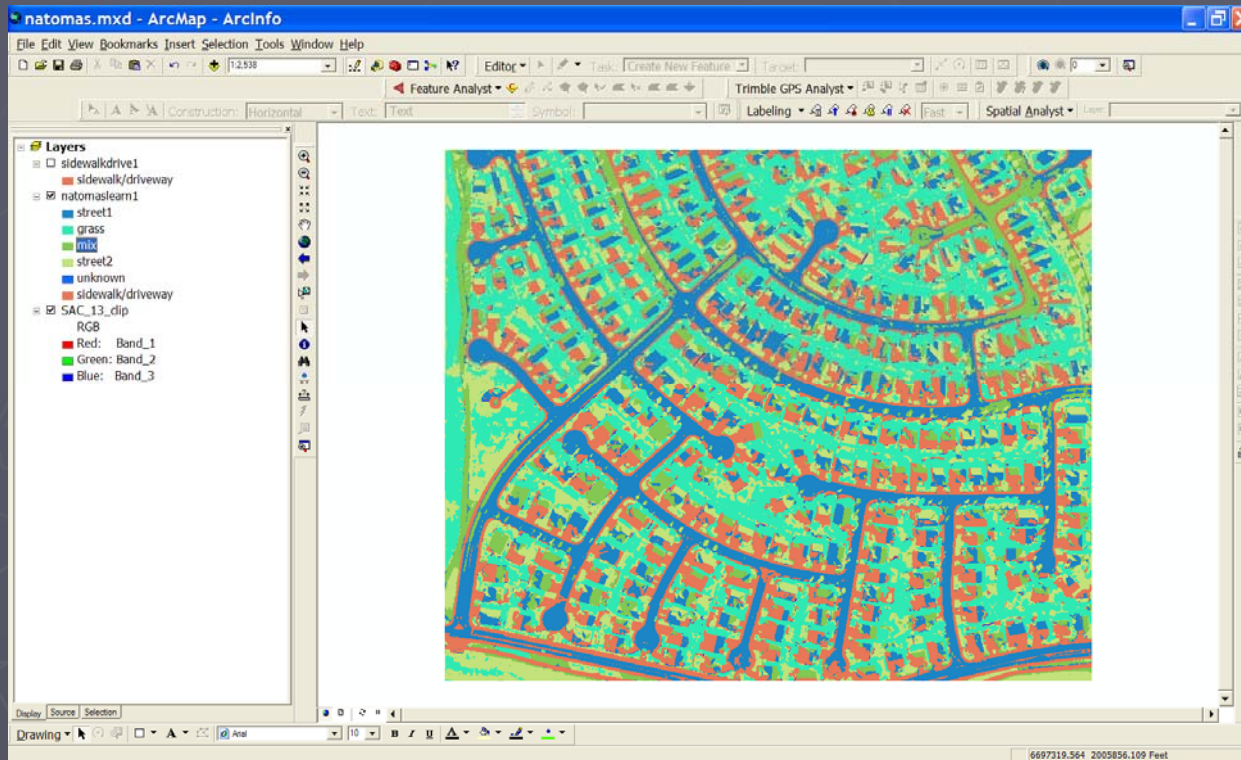 natomas.mxd - ArcMap - ArcInfo
File Edit View Bookmarks Insert Selection Tools Window Help
1:2,538 Editor Task: Create New Feature Target: 0
Feature Analyst Trimble GPS Analyst
Construction: Horizontal Text: Text Symbol: Labeling Fast Spatial Analyst Layer:
Layers
sidewalkdrive1
sidewalk/driveway
natomaslearn1
street1
grass
mix
street2
unknown
sidewalk/driveway
SAC_13_clip
RGB
Red: Band_1
Green: Band_2
Blue: Band_3
Display Source Selection
Drawing A Arial 10 B I U A
6697319.564 2005856.109 Feet